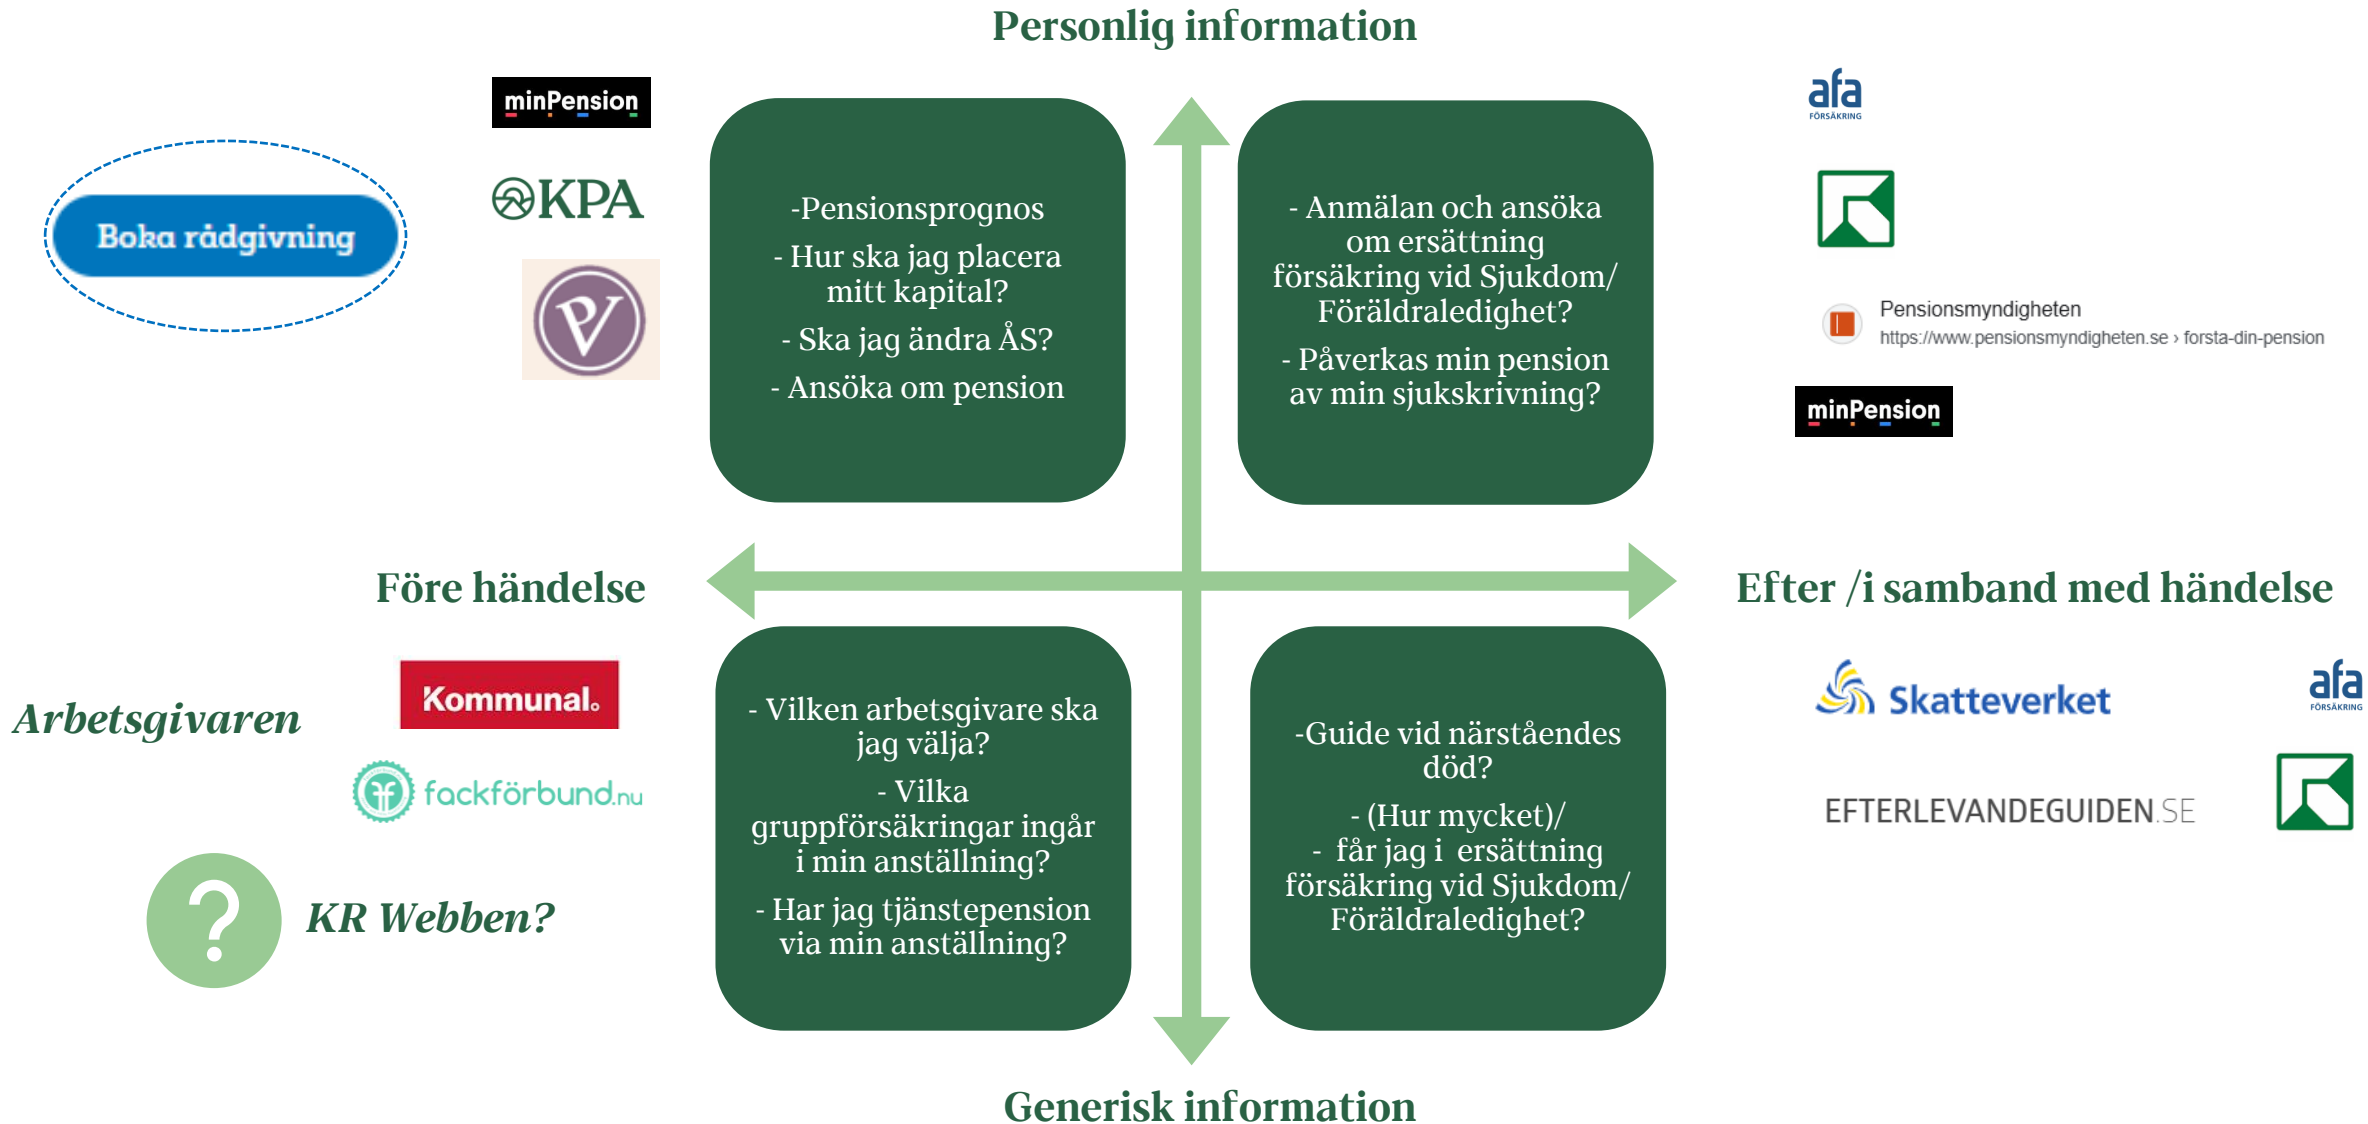 Personlig information
minPension
KPA
Boka rådgivning
PV
-Pensionsprognos
- Hur ska jag placera
mitt kapital?
- Ska jag ändra ÅS?
- Ansöka om pension
- Anmälan och ansöka
om ersättning
försäkring vid Sjukdom/
Föräldraledighet?
- Påverkas min pension
av min sjukskrivning?
afa
FÖRSÄKRING
Pensionsmyndigheten
https://www.pensionsmyndigheten.se › forsta-din-pension
minPension
Före händelse
Efter /i samband med händelse
Arbetsgivaren
Kommunal.
fackförbund.nu
? KR Webben?
- Vilken arbetsgivare ska
jag välja?
- Vilka
gruppförsäkringar ingår
i min anställning?
- Har jag tjänstepension
via min anställning?
-Guide vid närståendes
död?
- (Hur mycket)/
- får jag i ersättning
försäkring vid Sjukdom/
Föräldraledighet?
Skatteverket
afa
FÖRSÄKRING
EFTERLEVANDEGUIDEN.SE
Generisk information